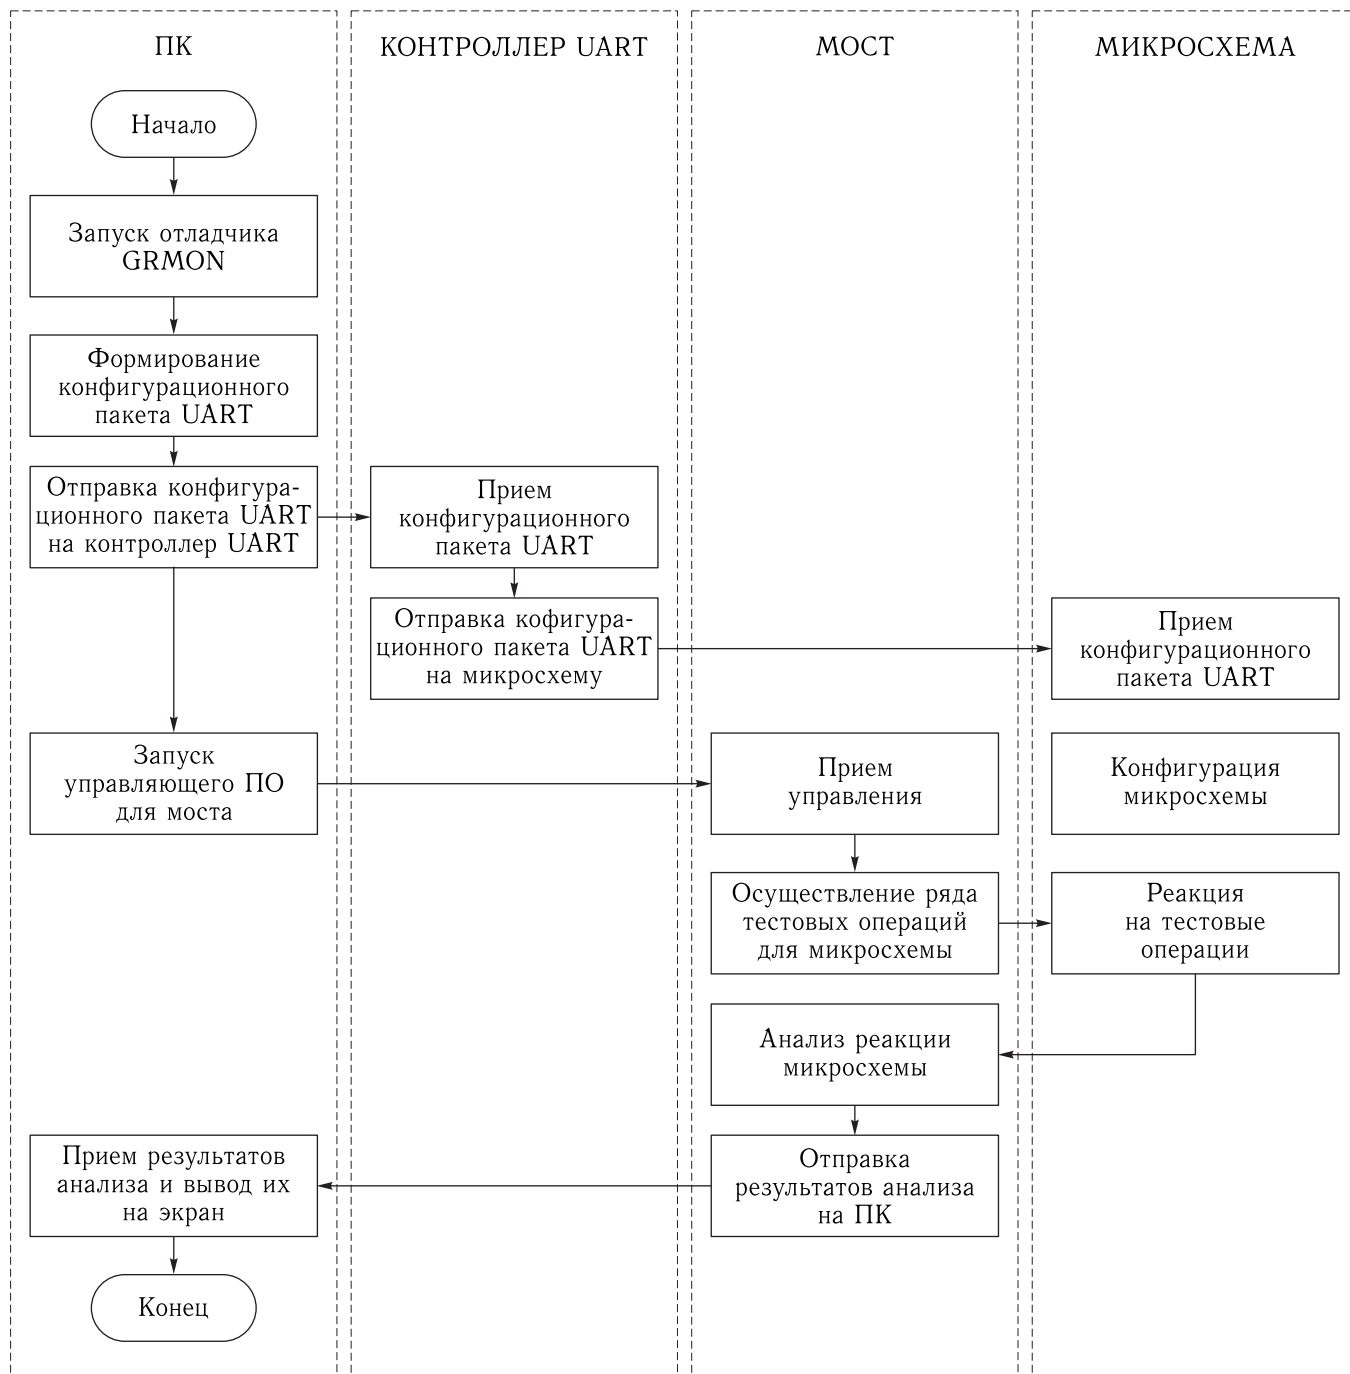 ПК
КОНТРОЛЛЕР UART
МОСТ
МИКРОСХЕМА
Начало
Запуск отладчика
GRMON
Формирование
конфигурационного
пакета UART
Отправка конфигура-
ционного пакета UART
на контроллер UART
Прием
конфигурационного
пакета UART
Отправка кофигура-
ционного пакета UART
на микросхему
Прием
конфигурационного
пакета UART
Запуск
управляющего ПО
для моста
Прием
управления
Конфигурация
микросхемы
Осуществление ряда
тестовых операций
для микросхемы
Реакция
на тестовые
операции
Анализ реакции
микросхемы
Отправка
результатов анализа
на ПК
Прием результатов
анализа и вывод их
на экран
Конец